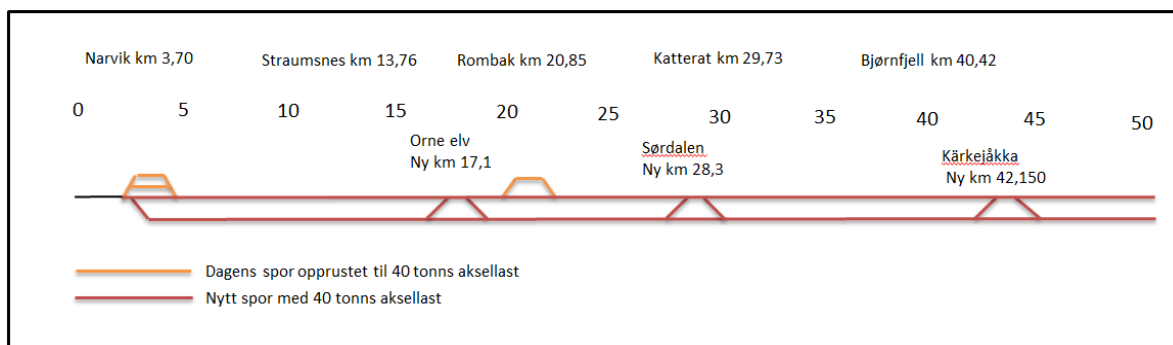 Narvik km 3,70 Straumsnes km 13,76 Rombak km 20,85 Katterat km 29,73 Bjørnfjell km 40,42
0 5 10 15 20 25 30 35 40 45 50
Orne elv
Ny km 17,1
Sørdalen
Ny km 28,3
Kärkejåkka
Ny km 42,150
Dagens spor opprustet til 40 tonns aksellast
Nytt spor med 40 tonns aksellast